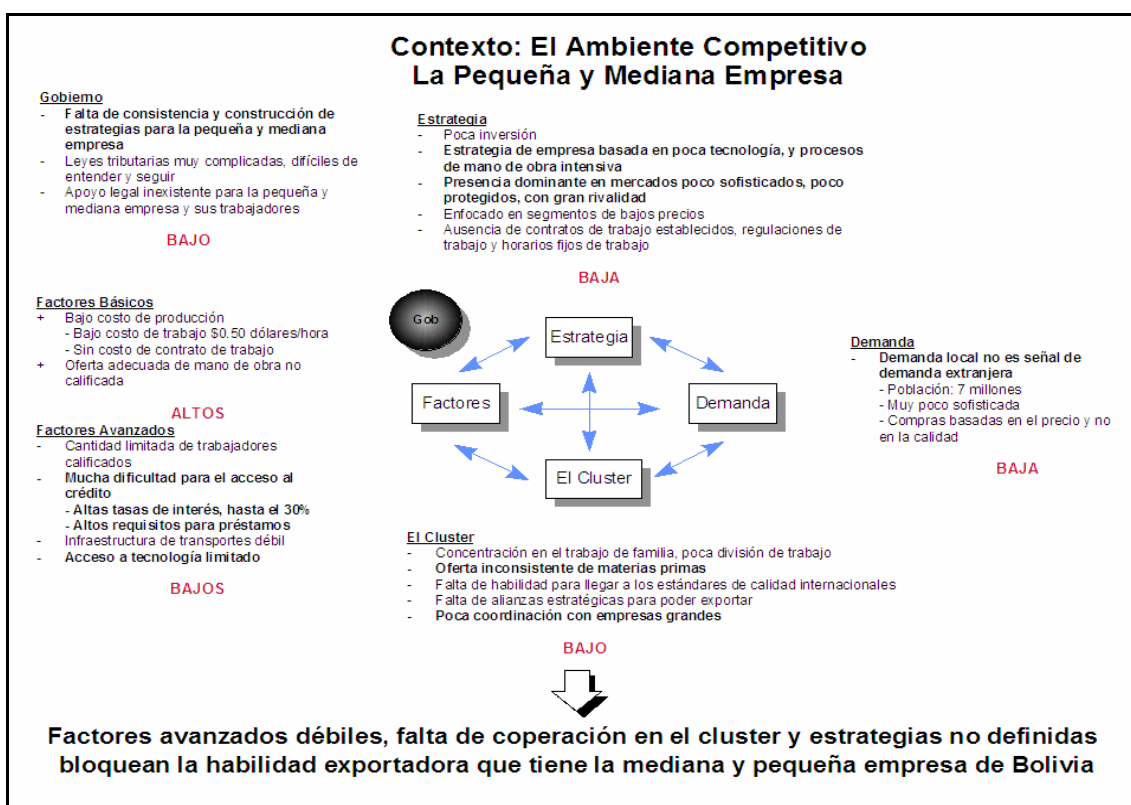 Contexto: El Ambiente Competitivo
La Pequeña y Mediana Empresa
Gobierno
- Falta de consistencia y construcción de
estrategias para la pequeña y mediana
empresa
- Leyes tributarias muy complicadas, difíciles de
entender y seguir
- Apoyo legal inexistente para la pequeña y
mediana empresa y sus trabajadores
BAJO
Estrategia
- Poca inversión
- Estrategia de empresa basada en poca tecnología, y procesos
de mano de obra intensiva
- Presencia dominante en mercados poco sofisticados, poco
protegidos, con gran rivalidad
- Enfocado en segmentos de bajos precios
- Ausencia de contratos de trabajo establecidos, regulaciones de
trabajo y horarios fijos de trabajo
BAJA
Factores Básicos
+ Bajo costo de producción
- Bajo costo de trabajo $0.50 dólares/hora
- Sin costo de contrato de trabajo
+ Oferta adecuada de mano de obra no
calificada
ALTOS
Factores Avanzados
- Cantidad limitada de trabajadores
calificados
- Mucha dificultad para el acceso al
crédito
- Altas tasas de interés, hasta el 30%
- Altos requisitos para préstamos
- Infraestructura de transportes débil
- Acceso a tecnología limitado
BAJOS
Gob
Estrategia
Factores
Demanda
El Cluster
Demanda
- Demanda local no es señal de
demanda extranjera
- Población: 7 millones
- Muy poco sofisticada
- Compras basadas en el precio y no
en la calidad
BAJA
El Cluster
- Concentración en el trabajo de familia, poca división de trabajo
- Oferta inconsistente de materias primas
- Falta de habilidad para llegar a los estándares de calidad internacionales
- Falta de alianzas estratégicas para poder exportar
- Poca coordinación con empresas grandes
BAJO
Factores avanzados débiles, falta de coperación en el cluster y estrategias no definidas
bloquean la habilidad exportadora que tiene la mediana y pequeña empresa de Bolivia